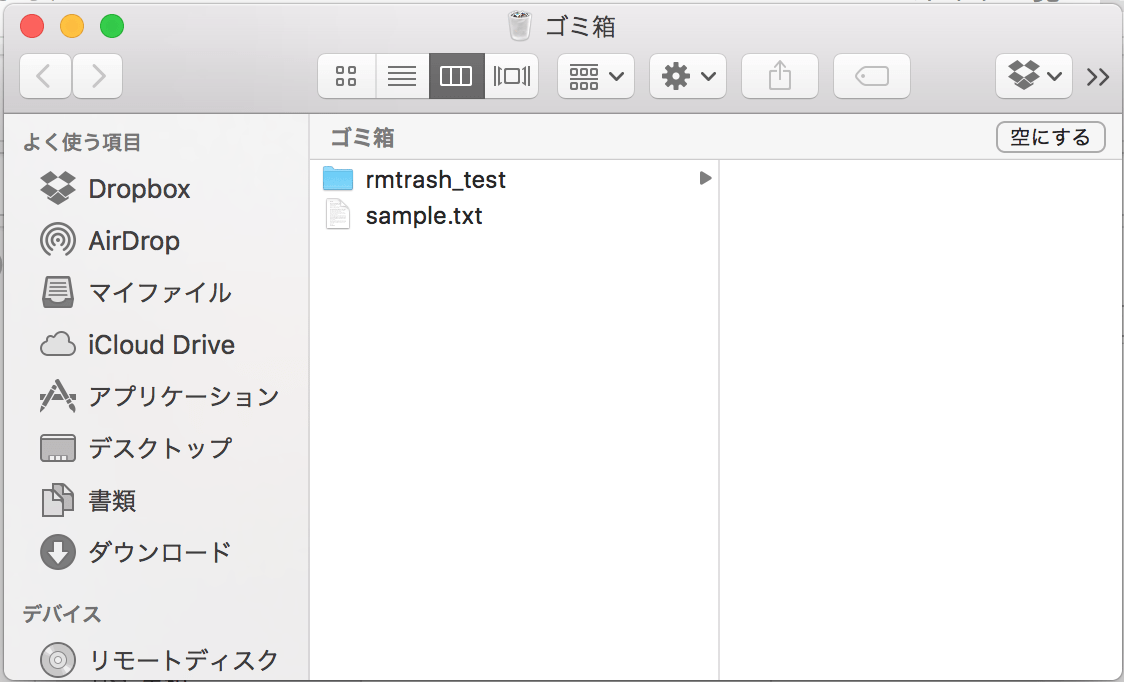 ゴミ箱
よく使う項目
Dropbox
AirDrop
マイファイル
iCloud Drive
アプリケーション
デスクトップ
書類
ダウンロード
デバイス
リモートディスク
ゴミ箱
空にする
rmtrash_test
sample.txt